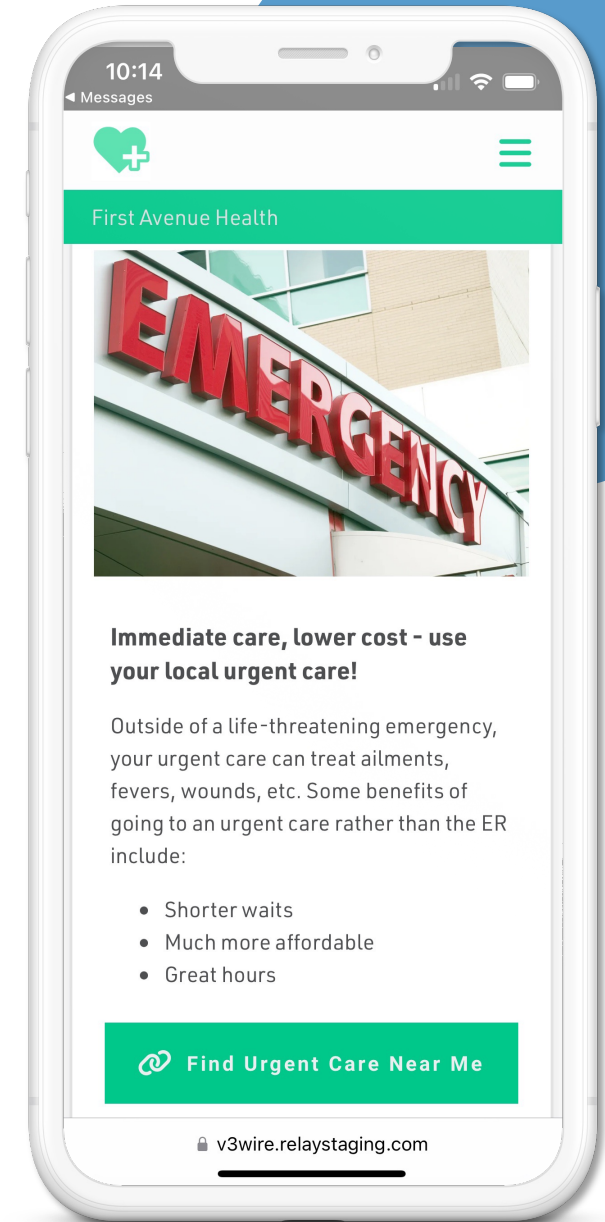 10:14
◀ Messages
First Avenue Health
EMERGENCY
Immediate care, lower cost - use
your local urgent care!
Outside of a life-threatening emergency,
your urgent care can treat ailments,
fevers, wounds, etc. Some benefits of
going to an urgent care rather than the ER
include:
• Shorter waits
• Much more affordable
• Great hours
Find Urgent Care Near Me
v3wire.relaystaging.com